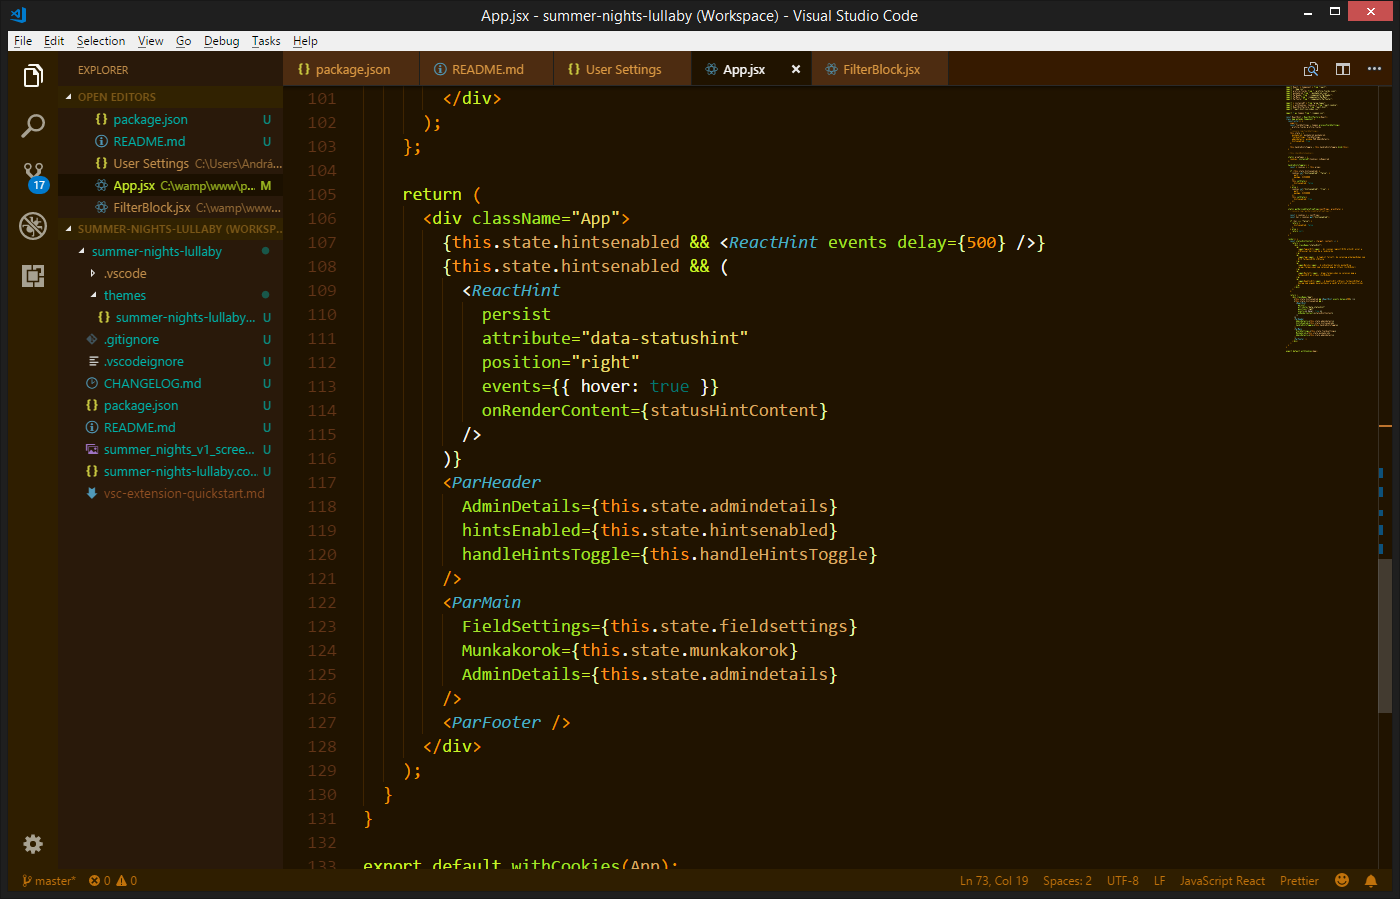 App.jsx - summer-nights-lullaby (Workspace) - Visual Studio Code
File Edit Selection View Go Debug Tasks Help
EXPLORER
OPEN EDITORS
{} package.json U
README.md U
{} User Settings C:\Users\Andrá...
App.jsx C:\wamp\www\p... M
FilterBlock.jsx C:\wamp\www...
SUMMER-NIGHTS-LULLABY (WORKSP...
summer-nights-lullaby
.vscode
themes
{} summer-nights-lullaby... U
.gitignore U
.vscodeignore U
CHANGELOG.md U
{} package.json U
README.md U
summer_nights_v1_scree... U
{} summer-nights-lullaby.co... U
vsc-extension-quickstart.md
17
{} package.json README.md {} User Settings App.jsx × FilterBlock.jsx ...
101 </div>
102 );
103 };
104
105 return (
106 <div className="App">
107 {this.state.hintsenabled && <ReactHint events delay={500} />}
108 {this.state.hintsenabled && (
109 <ReactHint
110 persist
111 attribute="data-statushint"
112 position="right"
113 events={{ hover: true }}
114 onRenderContent={statusHintContent}
115 />
116 )}
117 <ParHeader
118 AdminDetails={this.state.admindetails}
119 hintsEnabled={this.state.hintsenabled}
120 handleHintsToggle={this.handleHintsToggle}
121 />
122 <ParMain
123 FieldSettings={this.state.fieldsettings}
124 Munkakorok={this.state.munkakorok}
125 AdminDetails={this.state.admindetails}
126 />
127 <ParFooter />
128 </div>
129 );
130 }
131 }
132
133 export default withCookies(App);
master* 0 0 Ln 73, Col 19 Spaces: 2 UTF-8 LF JavaScript React Prettier